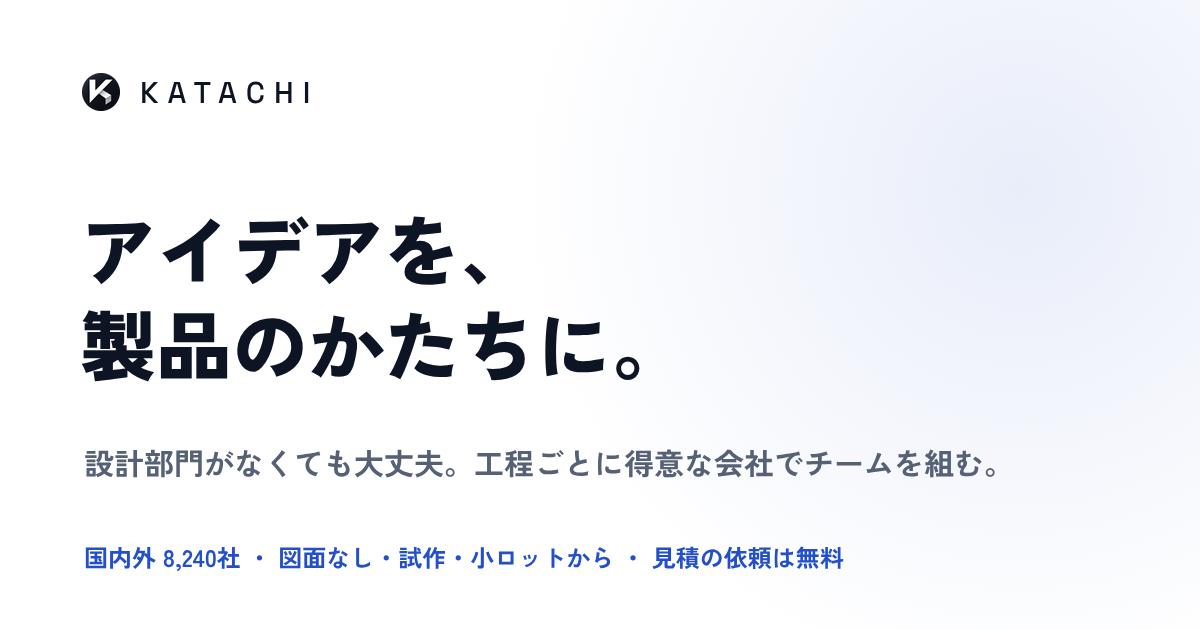 KATACHI
アイデアを、
製品のかたちに。
設計部門がなくても大丈夫。工程ごとに得意な会社でチームを組む。
国内外 8,240社 ・ 図面なし・試作・小ロットから ・ 見積の依頼は無料